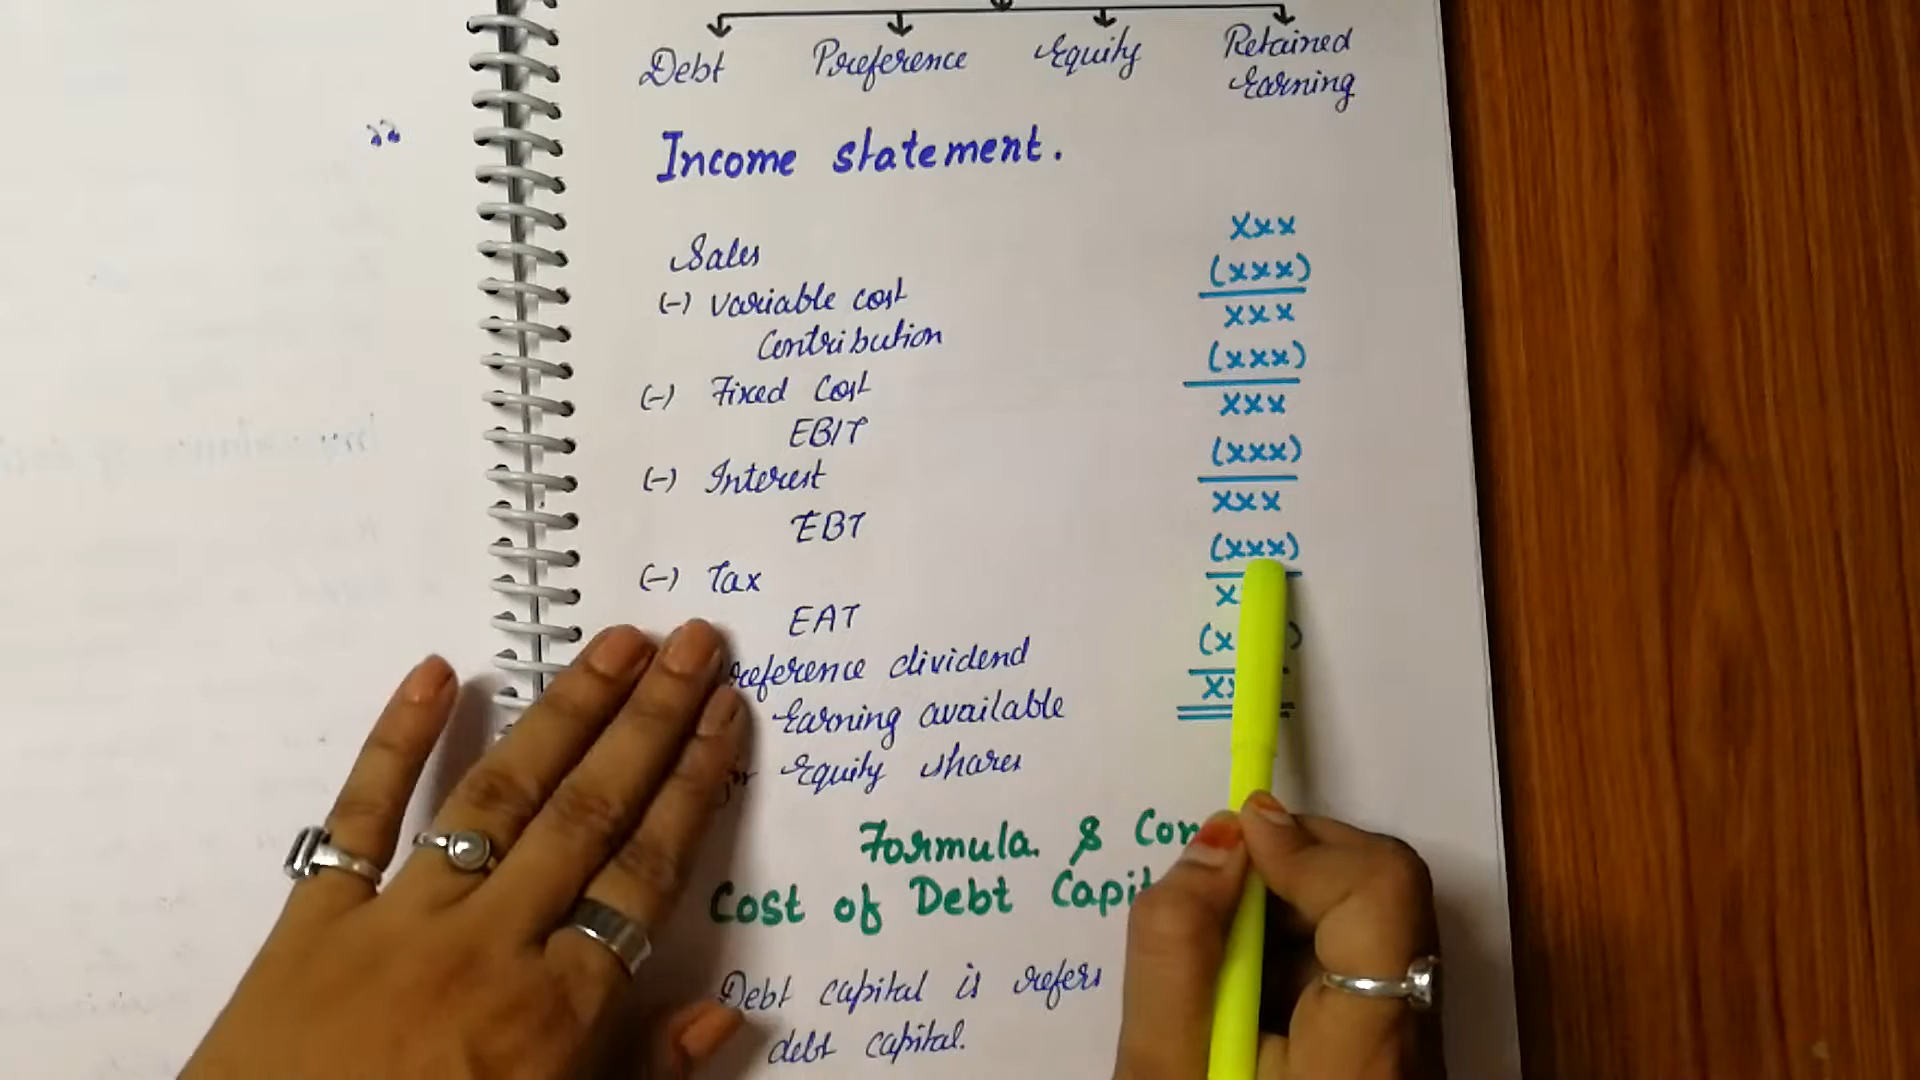 Debt Preference Equity Retained
Earning
Income statement.
Sales xxx
(-) Variable cost (xxx)
Contribution xxx
(-) Fixed Cost (xxx)
EBIT xxx
(-) Interest (xxx)
EBT xxx
(-) Tax (xxx)
EAT
dividend
Earning available
for Equity shares
Formula &
Cost of Debt
Debt capital is refers
debt capital.